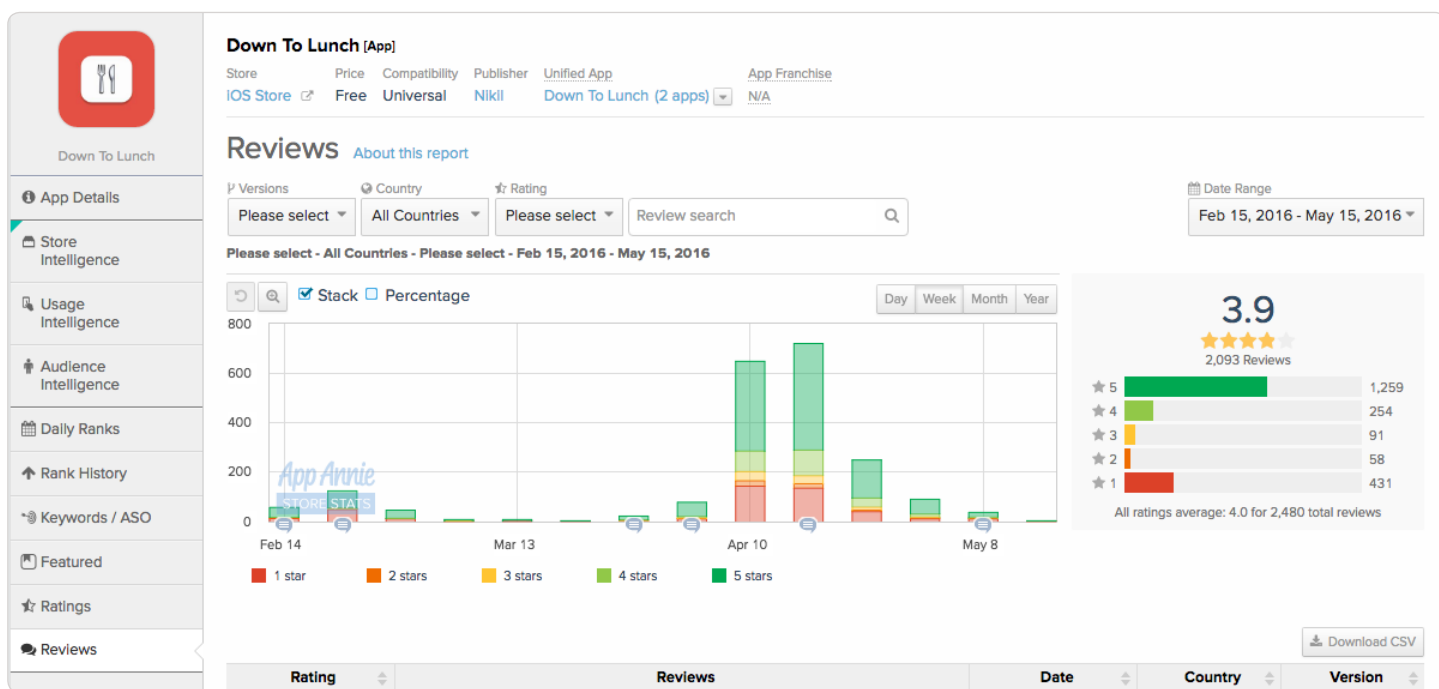 Down To Lunch
App Details
Store
Intelligence
Usage
Intelligence
Audience
Intelligence
Daily Ranks
Rank History
Keywords / ASO
Featured
Ratings
Reviews
Down To Lunch [App]
Store Price Compatibility Publisher Unified App App Franchise
iOS Store Free Universal Nikil Down To Lunch (2 apps) N/A
Reviews About this report
Versions Country Rating Date Range
Please select All Countries Please select Review search Feb 15, 2016 - May 15, 2016
Please select - All Countries - Please select - Feb 15, 2016 - May 15, 2016
Stack Percentage Day Week Month Year
800
600
400
200
0
App Annie
STORE STATS
Feb 14 Mar 13 Apr 10 May 8
1 star 2 stars 3 stars 4 stars 5 stars
3.9
2,093 Reviews
5 1,259
4 254
3 91
2 58
1 431
All ratings average: 4.0 for 2,480 total reviews
Download CSV
Rating Reviews Date Country Version